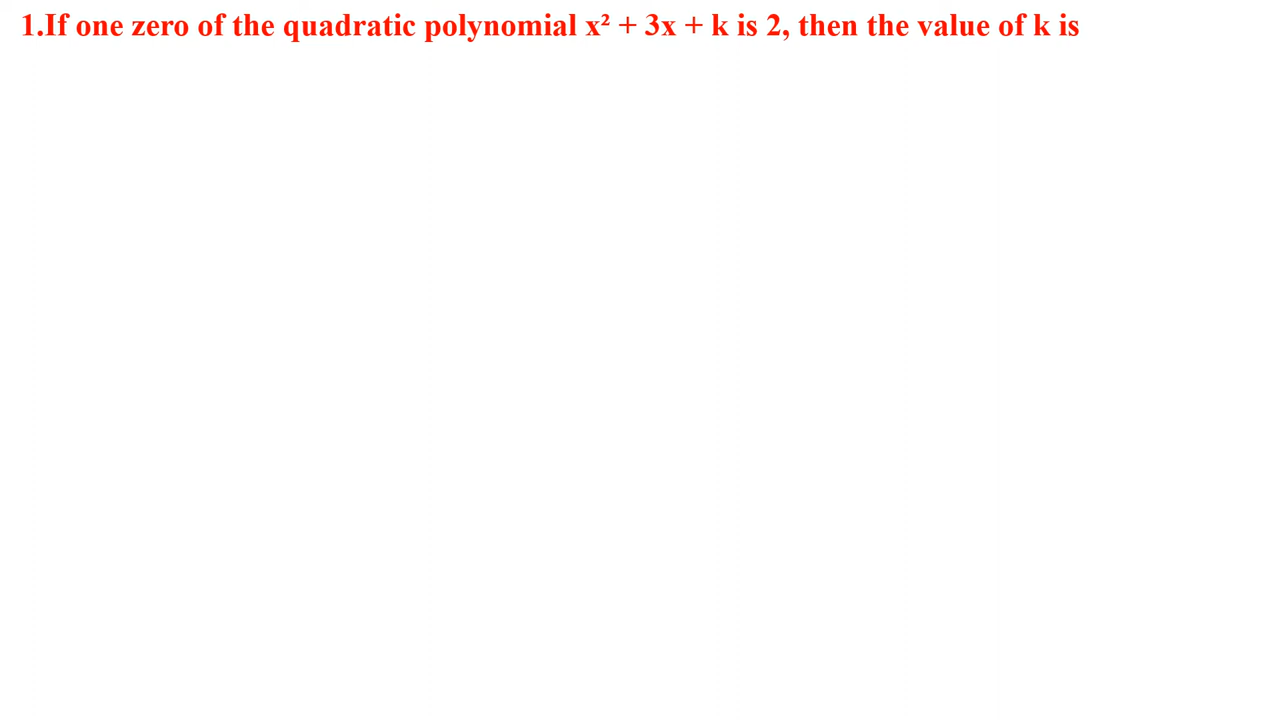 1.If one zero of the quadratic polynomial x² + 3x + k is 2, then the value of k is